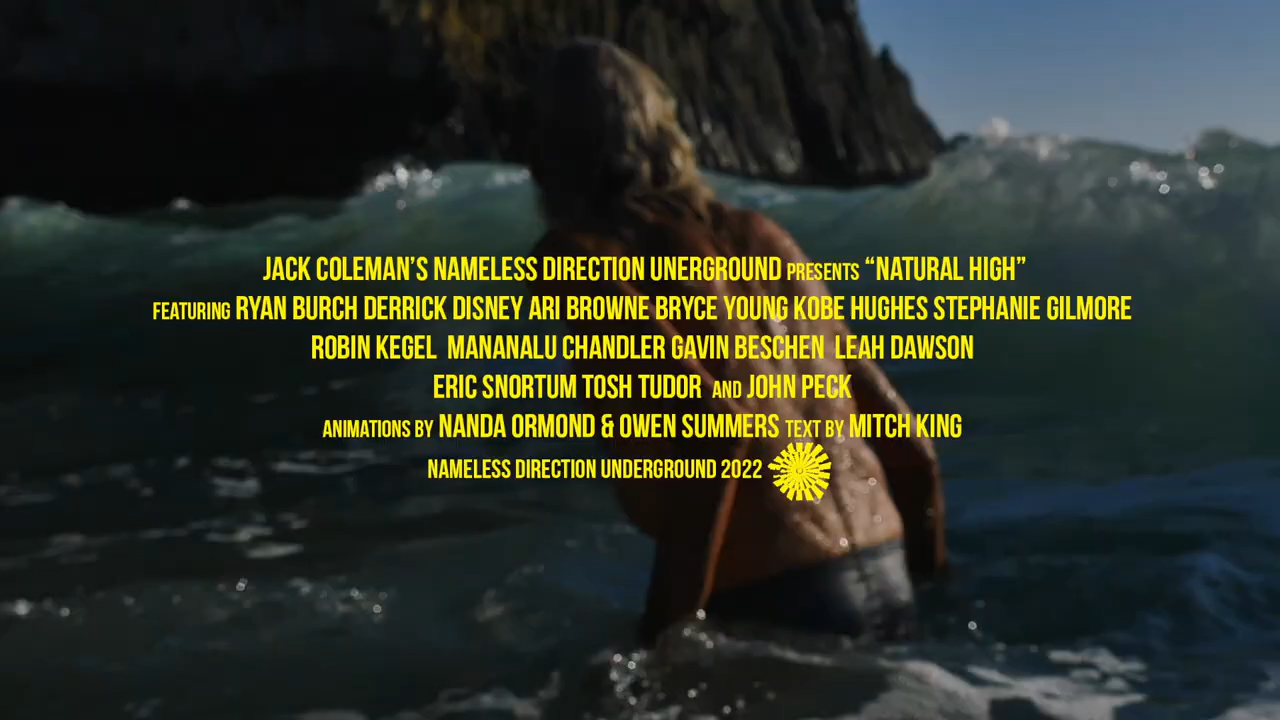 JACK COLEMAN’S NAMELESS DIRECTION UNERGROUND PRESENTS “NATURAL HIGH”
FEATURING RYAN BURCH DERRICK DISNEY ARI BROWNE BRYCE YOUNG KOBE HUGHES STEPHANIE GILMORE
ROBIN KEGEL MANANALU CHANDLER GAVIN BESCHEN LEAH DAWSON
ERIC SNORTUM TOSH TUDOR AND JOHN PECK
ANIMATIONS BY NANDA ORMOND & OWEN SUMMERS TEXT BY MITCH KING
NAMELESS DIRECTION UNDERGROUND 2022